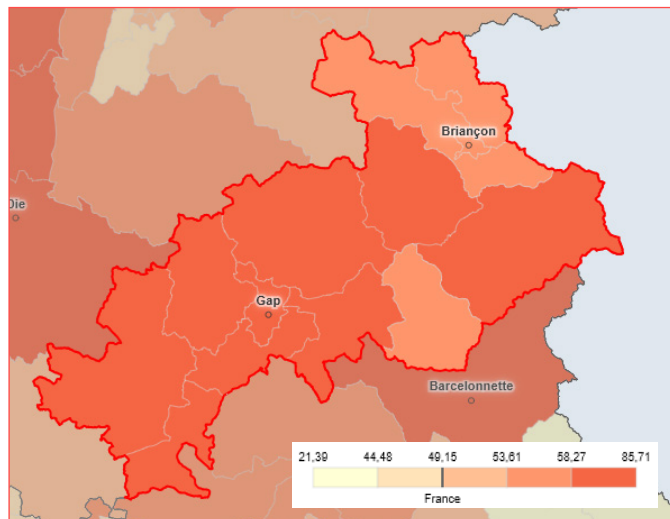 Briançon
Die
Gap
Barcelonnette
21,39 44,48 49,15 53,61 58,27 85,71
France